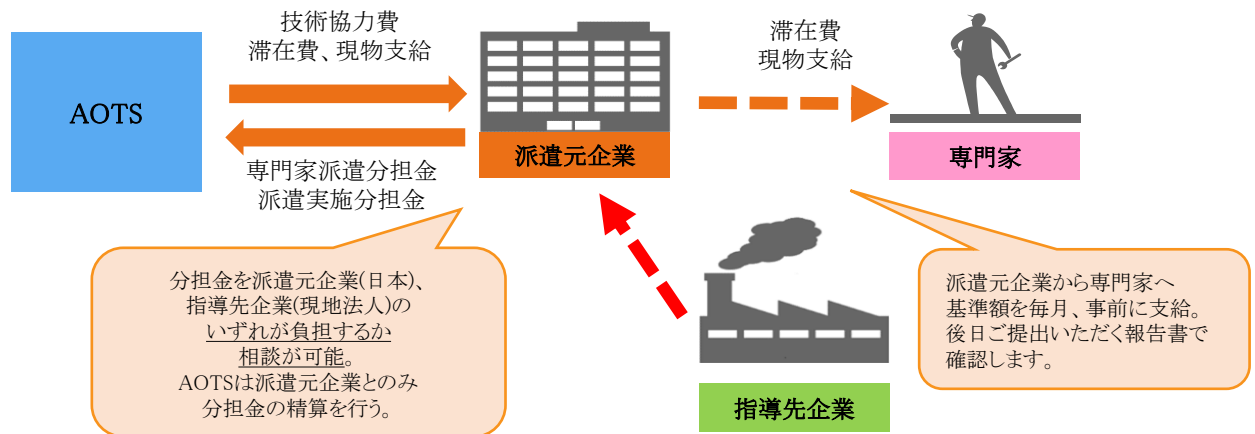 AOTS
技術協力費
滞在費、現物支給
専門家派遣分担金
派遣実施分担金
派遣元企業
滞在費
現物支給
専門家
分担金を派遣元企業(日本)、
指導先企業(現地法人)の
いずれが負担するか
相談が可能。
AOTSは派遣元企業とのみ
分担金の精算を行う。
指導先企業
派遣元企業から専門家へ
基準額を毎月、事前に支給。
後日ご提出いただく報告書で
確認します。